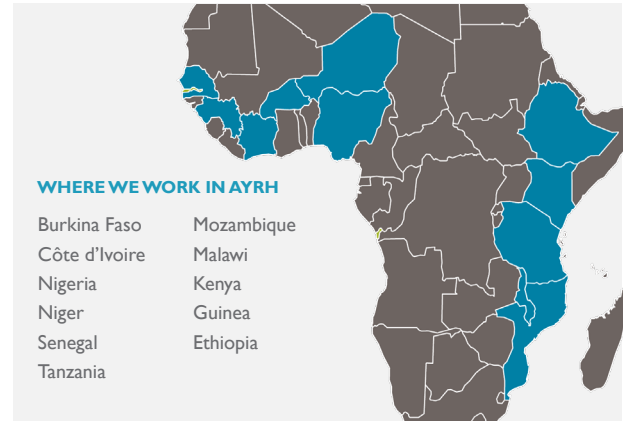 WHERE WE WORK IN AYRH
Burkina Faso
Côte d’Ivoire
Nigeria
Niger
Senegal
Tanzania
Mozambique
Malawi
Kenya
Guinea
Ethiopia